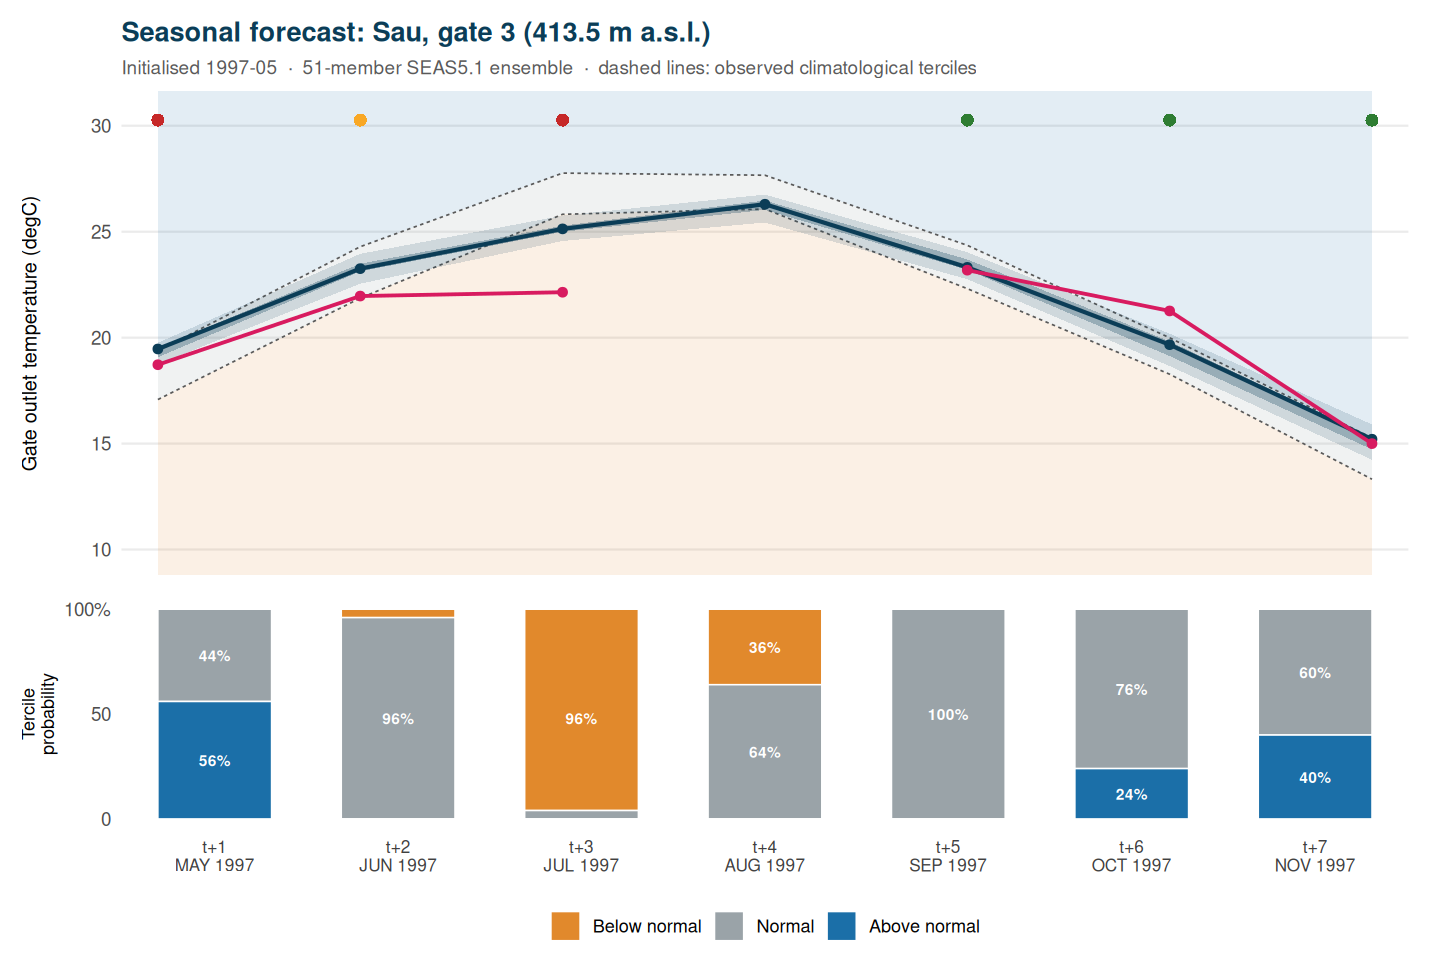 Seasonal forecast: Sau, gate 3 (413.5 m a.s.l.)
Initialised 1997-05 · 51-member SEAS5.1 ensemble · dashed lines: observed climatological terciles
Gate outlet temperature (degC)
30
25
20
15
10
Tercile
probability
100%
50
0
44%
56%
96%
96%
36%
64%
100%
76%
24%
60%
40%
t+1
MAY 1997
t+2
JUN 1997
t+3
JUL 1997
t+4
AUG 1997
t+5
SEP 1997
t+6
OCT 1997
t+7
NOV 1997
Below normal
Normal
Above normal